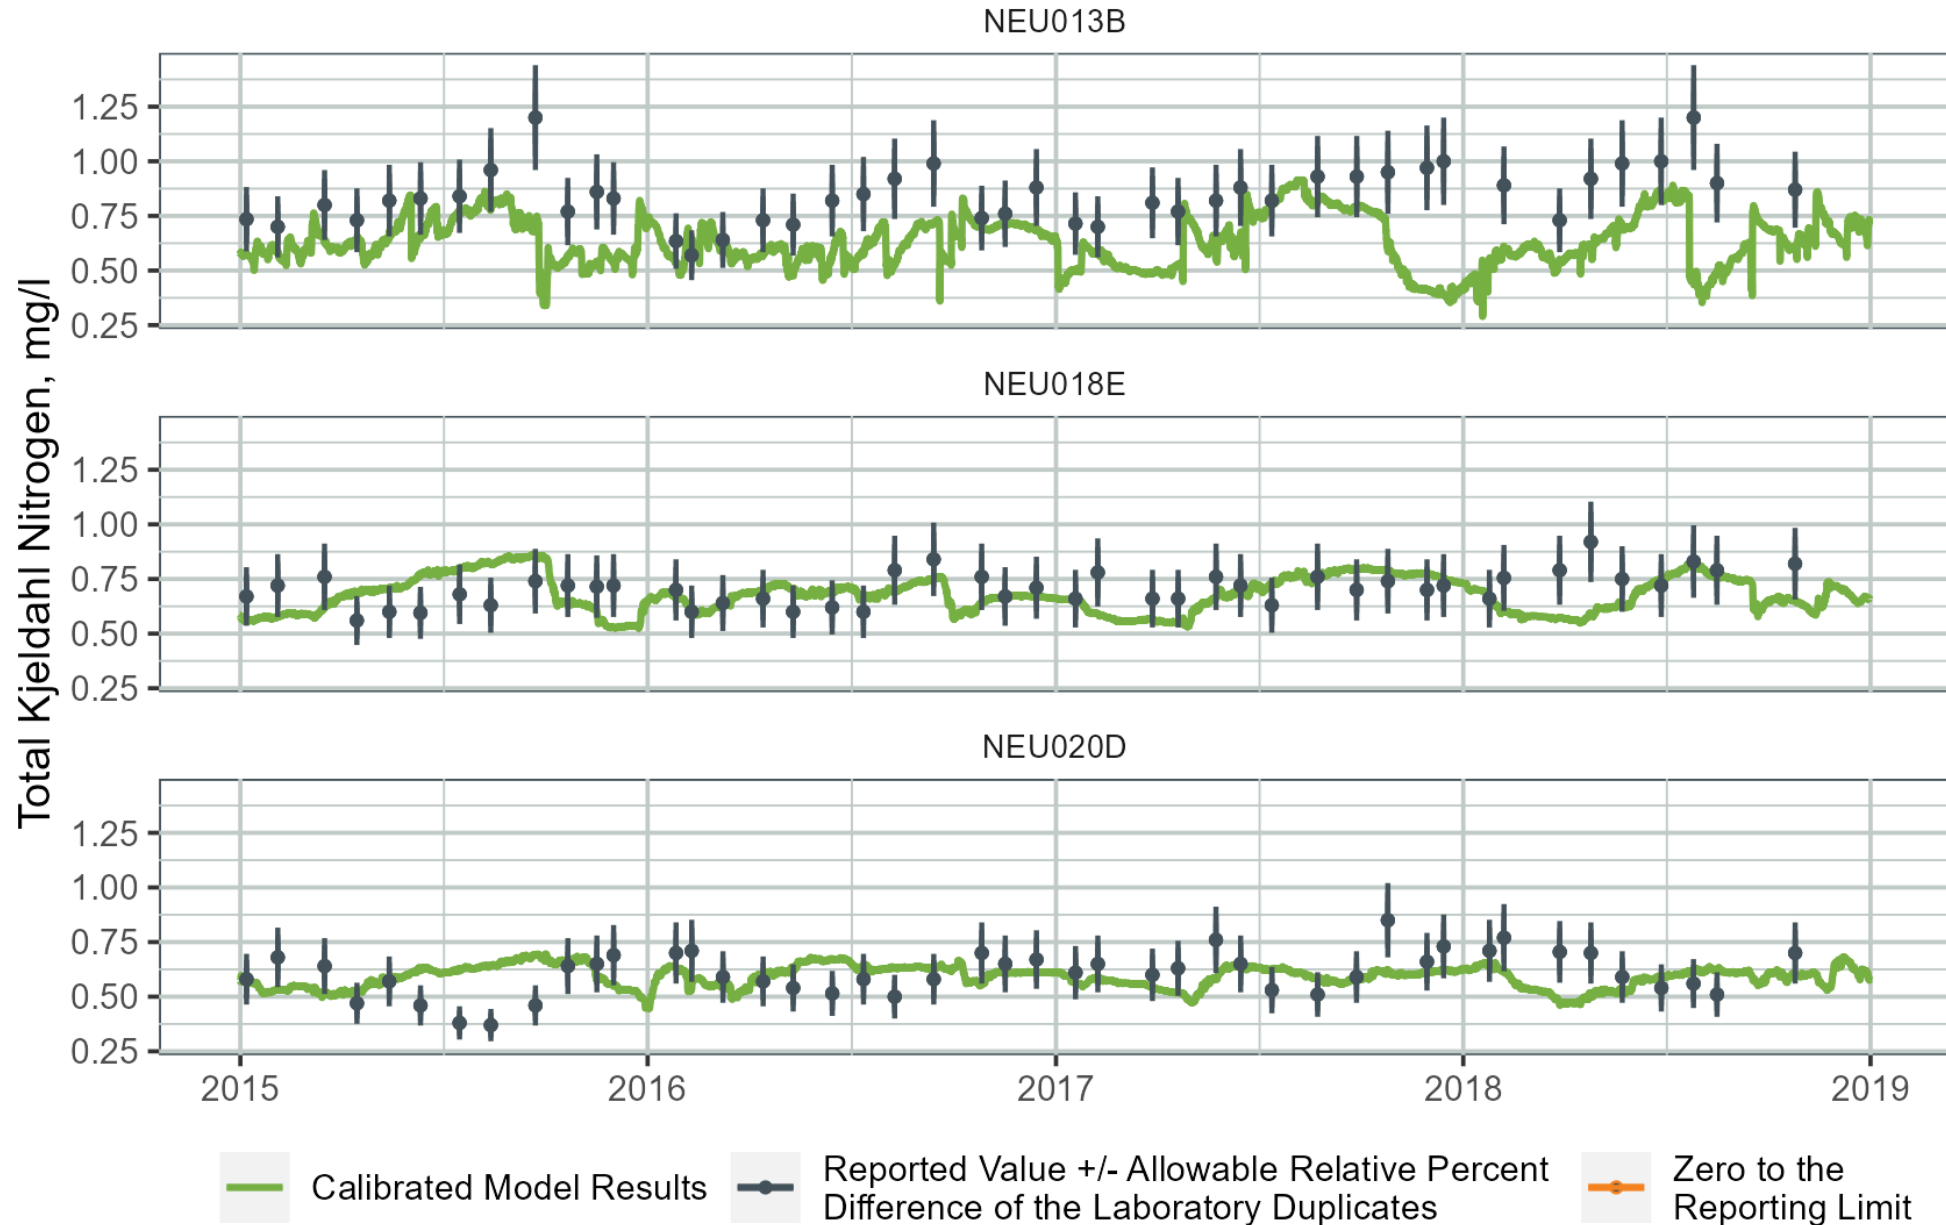 NEU013B
1.25
1.00
0.75
0.50
0.25
NEU018E
1.25
1.00
0.75
0.50
0.25
NEU020D
1.25
1.00
0.75
0.50
0.25
Total Kjeldahl Nitrogen, mg/l
2015 2016 2017 2018 2019
Calibrated Model Results
Reported Value +/- Allowable Relative Percent
Difference of the Laboratory Duplicates
Zero to the
Reporting Limit